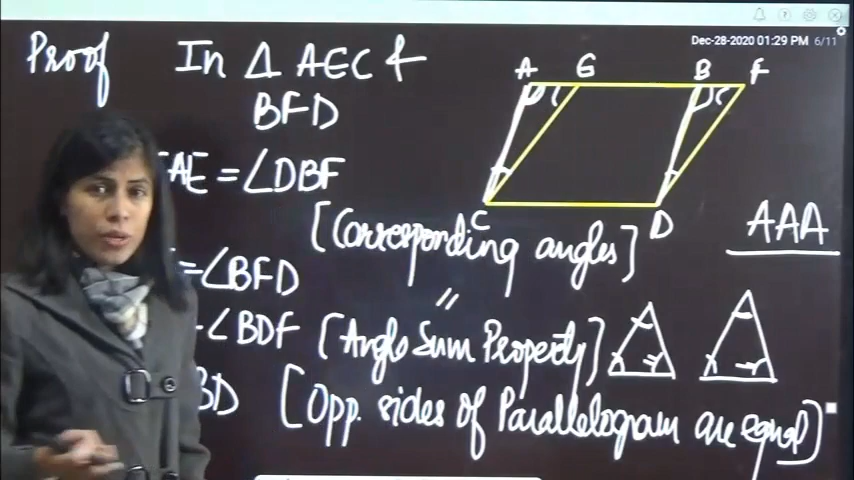 Dec-28-2020 01:29 PM 6/11
Proof In Δ AEC &
BFD
AE = ∠DBF
[Corresponding angles]
= ∠BFD
"
∠BDF [Angle Sum Property]
BD [Opp. sides of Parallelogram are equal]
A E B F
C D
AAA